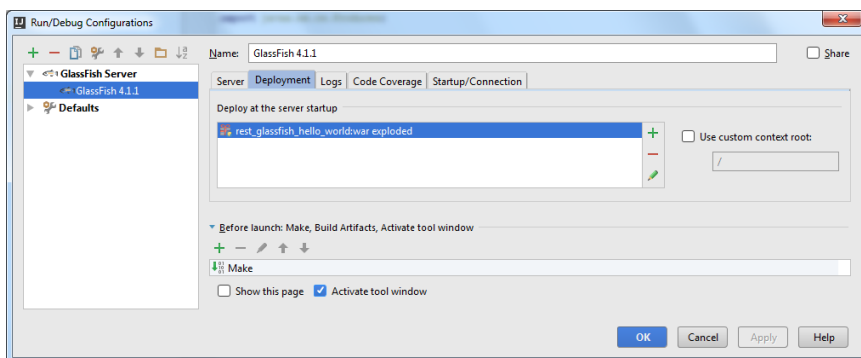 Run/Debug Configurations
Name: GlassFish 4.1.1
Share
GlassFish Server
GlassFish 4.1.1
Defaults
Server Deployment Logs Code Coverage Startup/Connection
Deploy at the server startup
rest_glassfish_hello_world:war exploded
Use custom context root:
/
Before launch: Make, Build Artifacts, Activate tool window
Make
Show this page Activate tool window
OK Cancel Apply Help